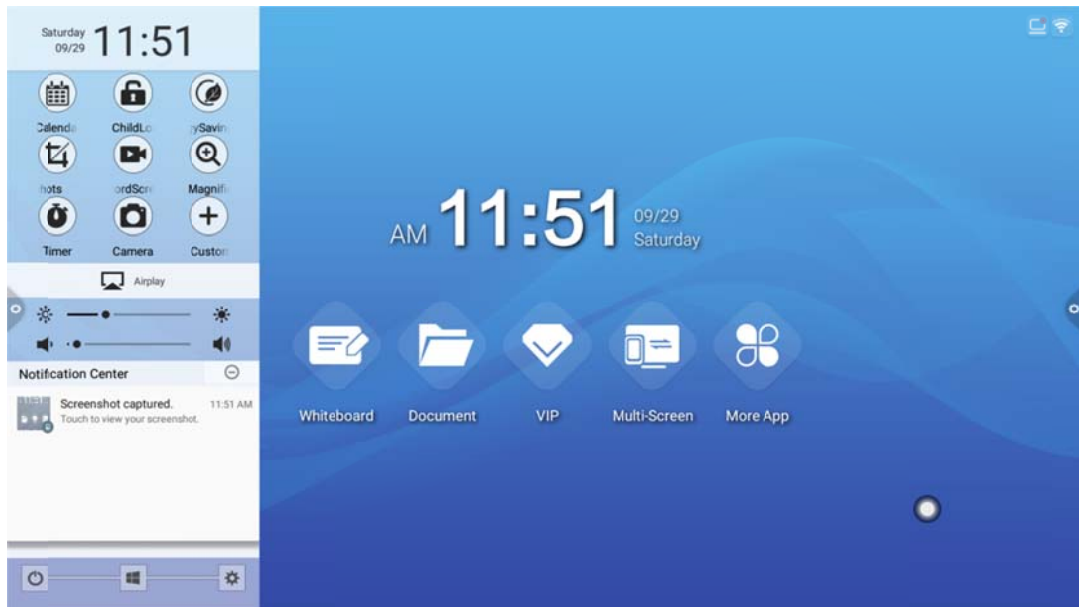 Saturday
09/29
11:51
Calenda
ChildLo
ySavin
hots
ordScre
Magnifi
Timer
Camera
Custom
Airplay
Notification Center
Screenshot captured.
11:51 AM
Touch to view your screenshot.
AM 11:51
09/29
Saturday
Whiteboard
Document
VIP
Multi-Screen
More App